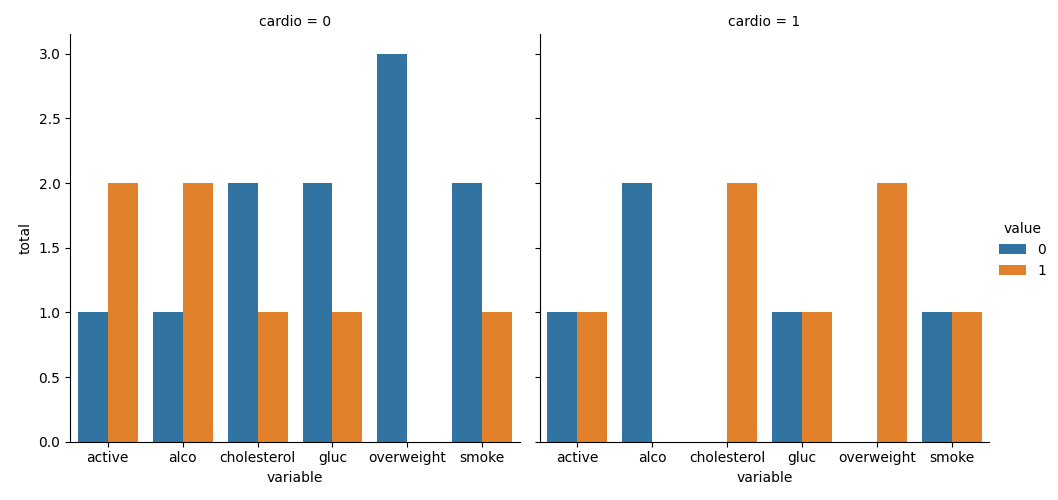 cardio = 0
cardio = 1
total
3.0
2.5
2.0
1.5
1.0
0.5
0.0
active alco cholesterol gluc overweight smoke
variable
active alco cholesterol gluc overweight smoke
variable
value
0
1